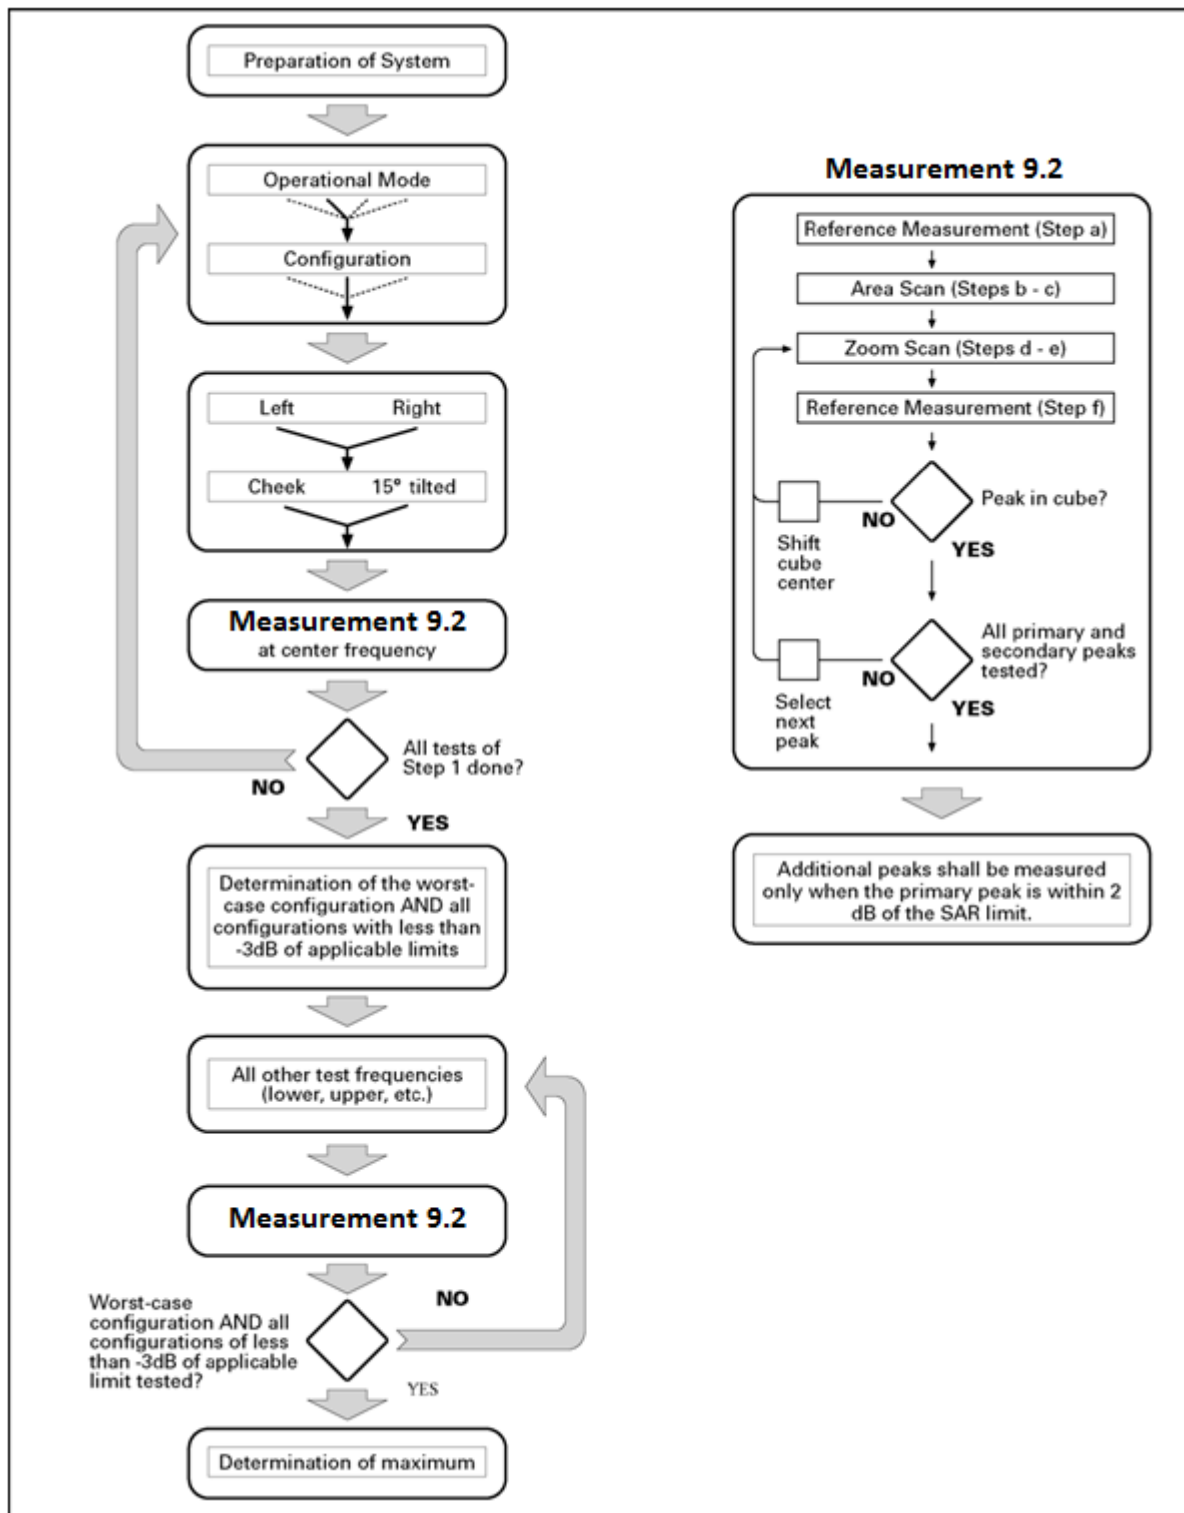 Preparation of System
Operational Mode
Configuration
Left Right
Cheek 15° tilted
Measurement 9.2
at center frequency
All tests of
Step 1 done?
NO
YES
Determination of the worst-
case configuration AND all
configurations with less than
-3dB of applicable limits
All other test frequencies
(lower, upper, etc.)
Measurement 9.2
NO
Worst-case
configuration AND all
configurations of less
than -3dB of applicable
limit tested?
YES
Determination of maximum
Measurement 9.2
Reference Measurement (Step a)
Area Scan (Steps b - c)
Zoom Scan (Steps d - e)
Reference Measurement (Step f)
Peak in cube?
NO
YES
Shift
cube
center
All primary and
secondary peaks
tested?
NO
YES
Select
next
peak
Additional peaks shall be measured
only when the primary peak is within 2
dB of the SAR limit.